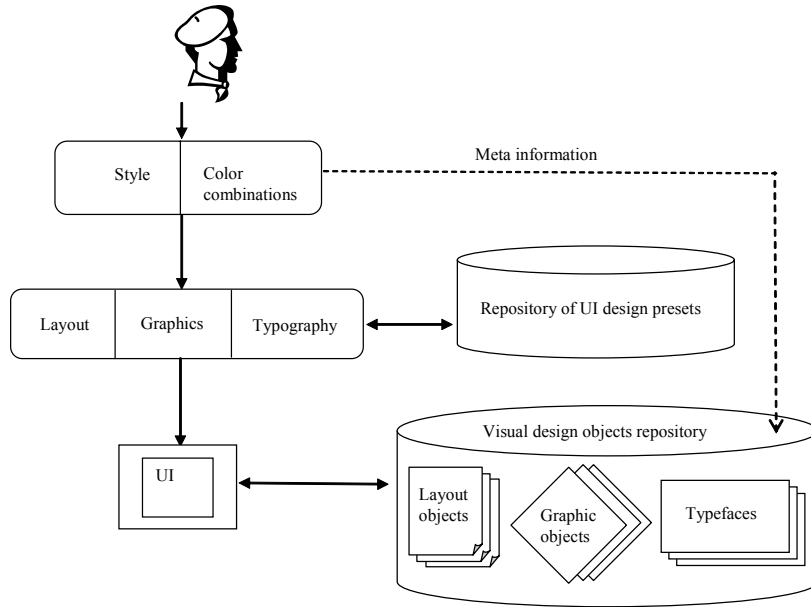 Meta information
Style
Color
combinations
Layout
Graphics
Typography
Repository of UI design presets
Visual design objects repository
UI
Layout
objects
Graphic
objects
Typefaces